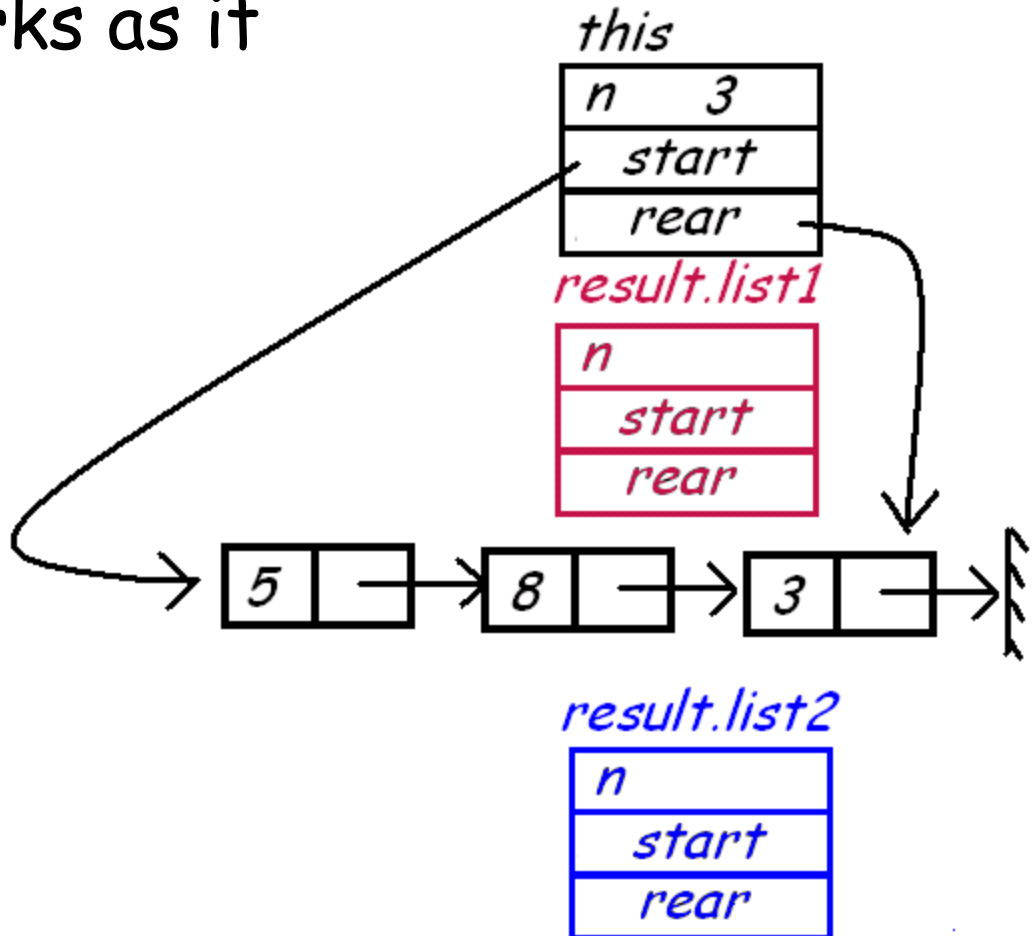 rks as it
this
n 3
start
rear
result.list1
n
start
rear
5 8 3
result.list2
n
start
rear